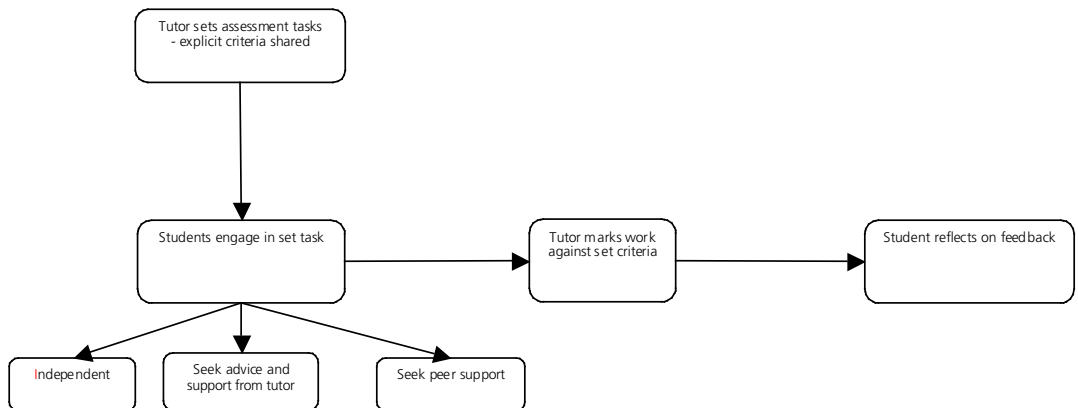 Tutor sets assessment tasks
- explicit criteria shared
Students engage in set task
Tutor marks work
against set criteria
Student reflects on feedback
Independent
Seek advice and
support from tutor
Seek peer support